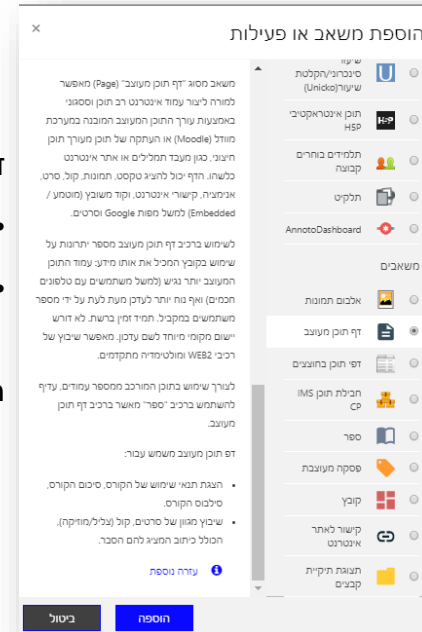 הוספת משאב או פעילות
×
שיעור
סינכרוני/הקלטת
שיעור(Unicko)
תוכן אינטראקטיבי
H5P
תלמידים בוחרים
קבוצה
תלקיט
AnnotoDashboard
משאבים
אלבום תמונות
דף תוכן מעוצב
דפי תוכן בחוצצים
חבילת תוכן IMS
CP
ספר
פסקה מעוצבת
קובץ
קישור לאתר
אינטרנט
תצוגת תיקיית
קבצים
משאב מסוג "דף תוכן מעוצב" (Page) מאפשר
למורה ליצור עמוד אינטרנט רב תוכן וססגוני
באמצעות עורך התוכן המעוצב המובנה במערכת
מוודל (Moodle) או העתקה של תוכן מעורך תוכן
חיצוני, כגון מעבד תמלילים או אתר אינטרנט
כלשהו. הדף יכול להציג טקסט, תמונות, קול, סרט,
אנימציה, קישורי אינטרנט, וקוד משובץ (מוטמע /
Embedded) למשל מפות Google וסרטים.
לשימוש ברכיב דף תוכן מעוצב מספר יתרונות על
שימוש בקובץ המכיל את אותו מידע: עמוד התוכן
המעוצב יותר נגיש (למשל משתמשים עם טלפונים
חכמים) ואף נוח יותר לעדכן מעת לעת על ידי מספר
משתמשים במקביל. תמיד זמין ברשת. לא דורש
יישום מקומי מיוחד לשם עדכון. מאפשר שיבוץ של
רכיבי WEB2 ומולטימדיה מתקדמים.
לצורך שימוש בתוכן המורכב ממספר עמודים, עדיף
להשתמש ברכיב "ספר" מאשר ברכיב דף תוכן
מעוצב.
דפ תוכן מעוצב משמש עבור:
▪ הצגת תנאי שימוש של הקורס, סיכום הקורס,
סילבוס הקורס.
▪ שיבוץ מגוון של סרטים, קול (צליל/מוזיקה),
הכולל כיתוב המציג להם הסבר.
עזרה נוספת
הוספה
ביטול